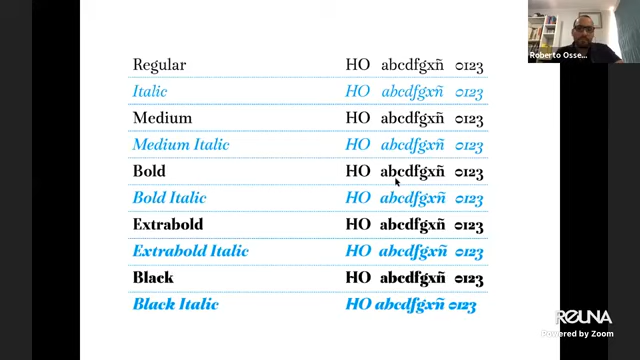 Regular HO abcdfgxñ 0123
Italic HO abcdfgxñ 0123
Medium HO abcdfgxñ 0123
Medium Italic HO abcdfgxñ 0123
Bold HO abcdfgxñ 0123
Bold Italic HO abcdfgxñ 0123
Extrabold HO abcdfgxñ 0123
Extrabold Italic HO abcdfgxñ 0123
Black HO abcdfgxñ 0123
Black Italic HO abcdfgxñ 0123
Roberto Osse...
REUNA
Powered by Zoom